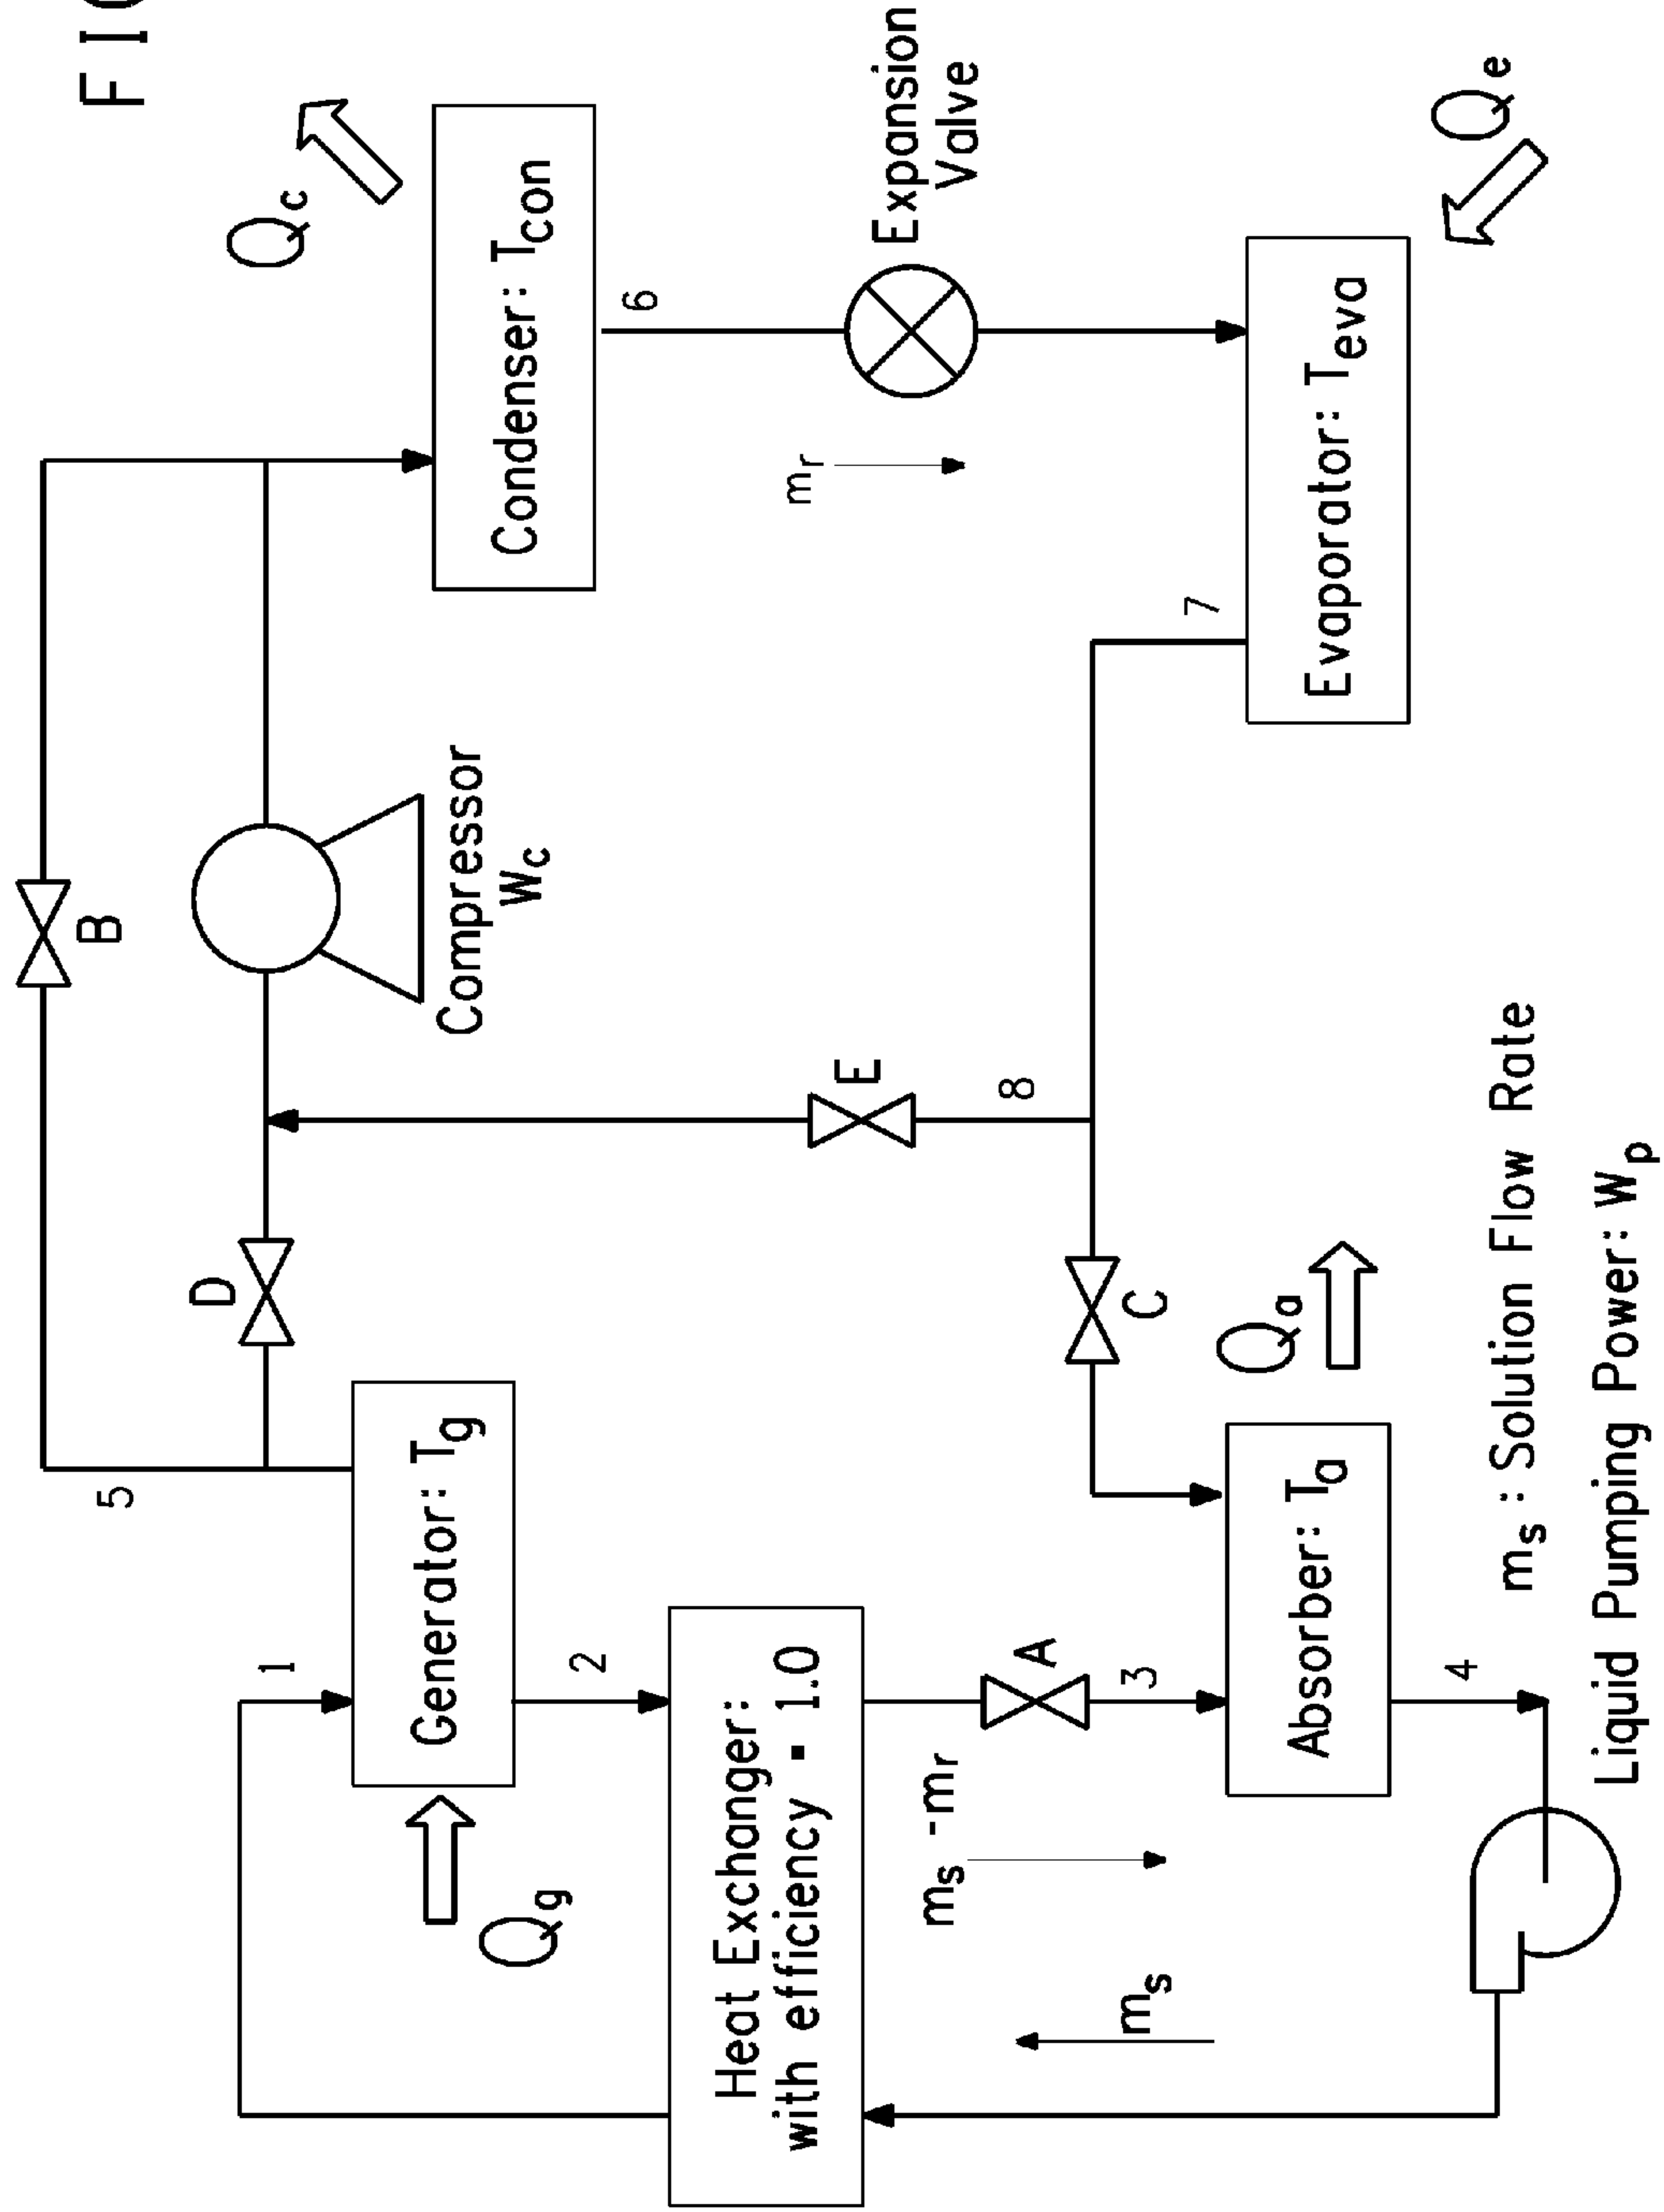 F I
B
5
D
1
Qc
Generator: Tg
Compressor
Wc
Condenser: Tcon
Qg
2
6
Heat Exchanger:
with efficiency ▪ 1.0
mr
E
Expansion
Valve
ms -mr
8
A
3
ms
C
7
Qa
Absorber: Ta
Evaporator: Teva
4
Qe
ms : Solution Flow Rate
Liquid Pumping Power: Wp